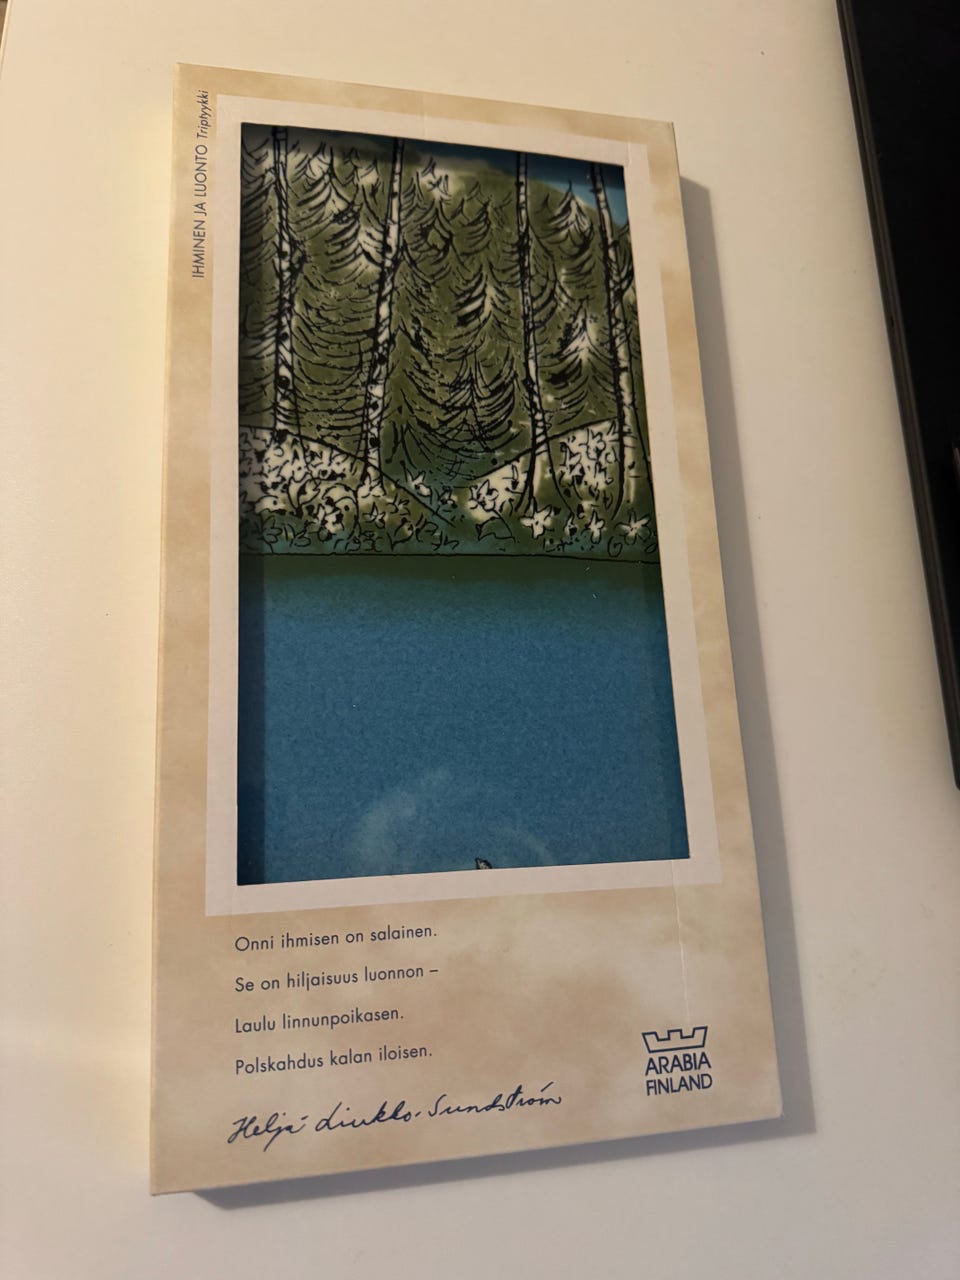 IHMINEN JA LUONTO Triptyykki
Onni ihmisen on salainen.
Se on hiljaisuus luonnon –
Laulu linnunpoikasen.
Polskahdus kalan iloisen.
Heljä Liukko-Sundström
ARABIA
FINLAND